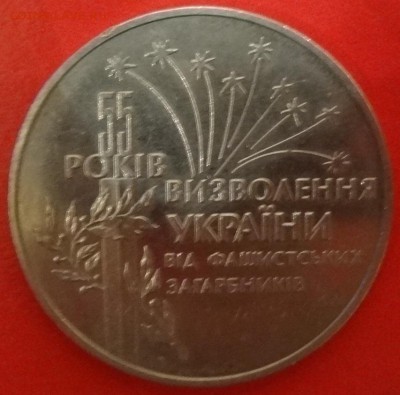 55
РОКІВ
ВИЗВОЛЕННЯ
УКРАЇНИ
ВІД ФАШИСТСЬКИХ
ЗАГАРБНИКІВ